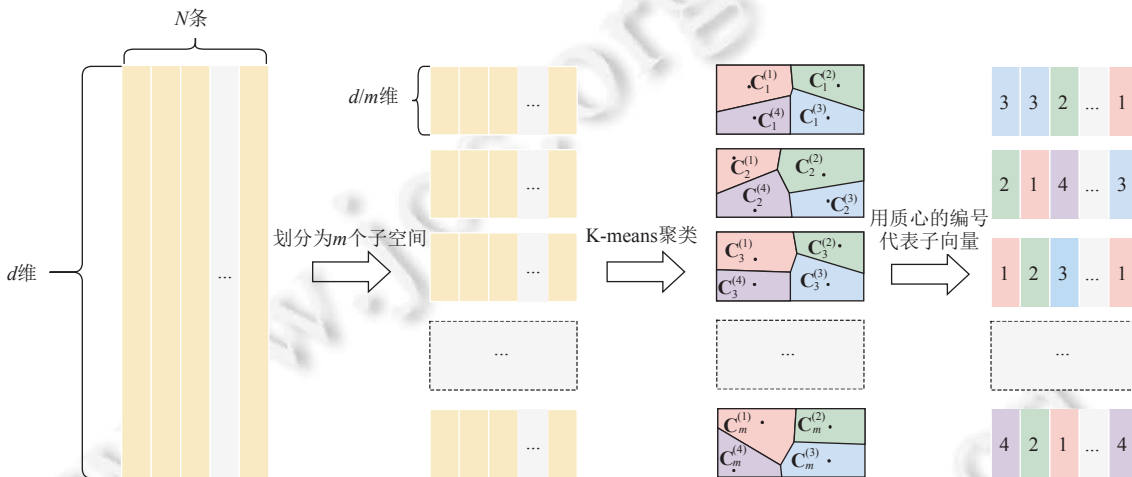 N条
d维
...
划分为m个子空间
d/m维
...
...
...
...
...
K-means聚类
C₁⁽¹⁾
C₁⁽²⁾
C₁⁽⁴⁾
C₁⁽³⁾
C₂⁽¹⁾
C₂⁽²⁾
C₂⁽⁴⁾
C₂⁽³⁾
C₃⁽¹⁾
C₃⁽²⁾
C₃⁽⁴⁾
C₃⁽³⁾
...
Cₘ⁽¹⁾
Cₘ⁽²⁾
Cₘ⁽⁴⁾
Cₘ⁽³⁾
用质心的编号
代表子向量
3 3 2 ... 1
2 1 4 ... 3
1 2 3 ... 1
...
4 2 1 ... 4